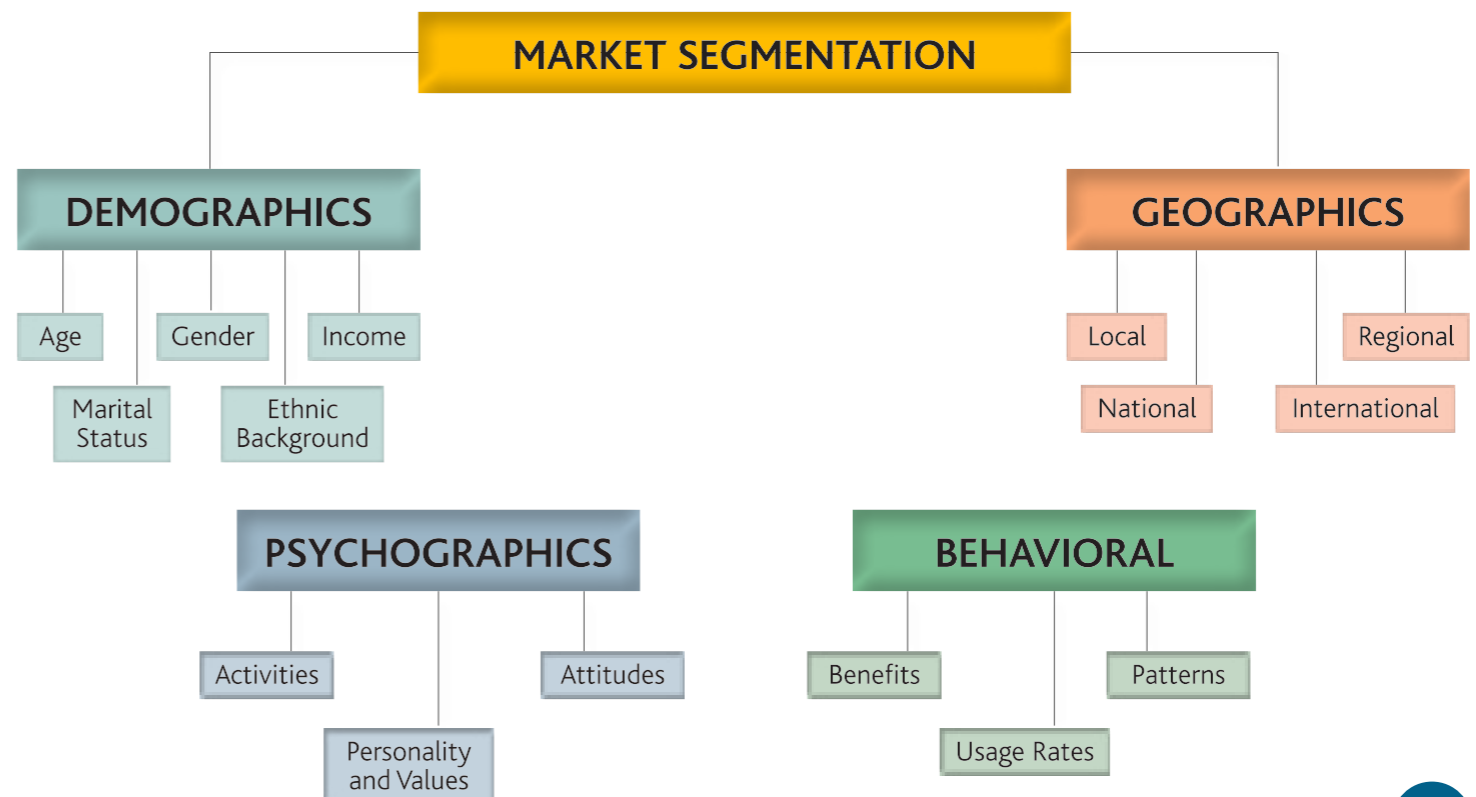 MARKET SEGMENTATION
DEMOGRAPHICS
Age
Gender
Income
Marital
Status
Ethnic
Background
GEOGRAPHICS
Local
Regional
National
International
PSYCHOGRAPHICS
Activities
Attitudes
Personality
and Values
BEHAVIORAL
Benefits
Patterns
Usage Rates